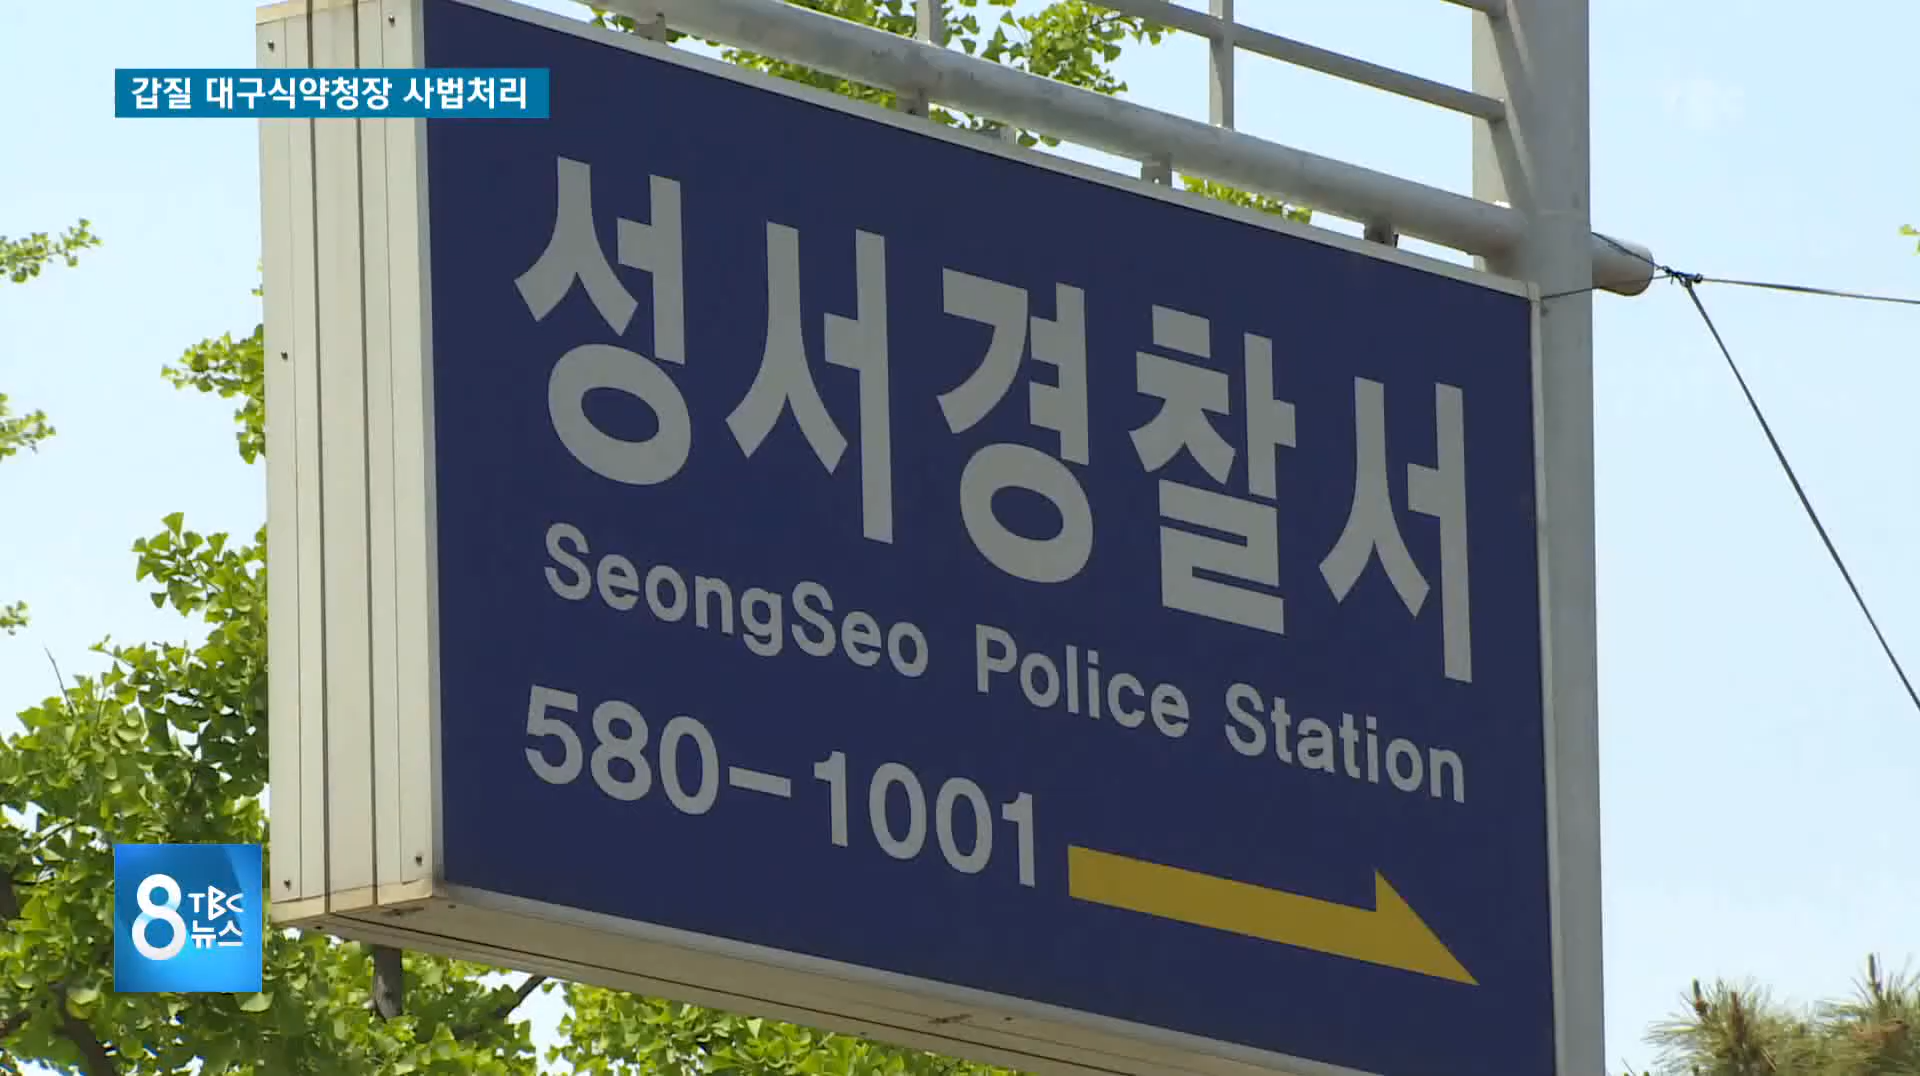 갑질 대구식약청장 사법처리
TBC
성서경찰서
SeongSeo Police Station
580-1001
8 TBC
뉴스